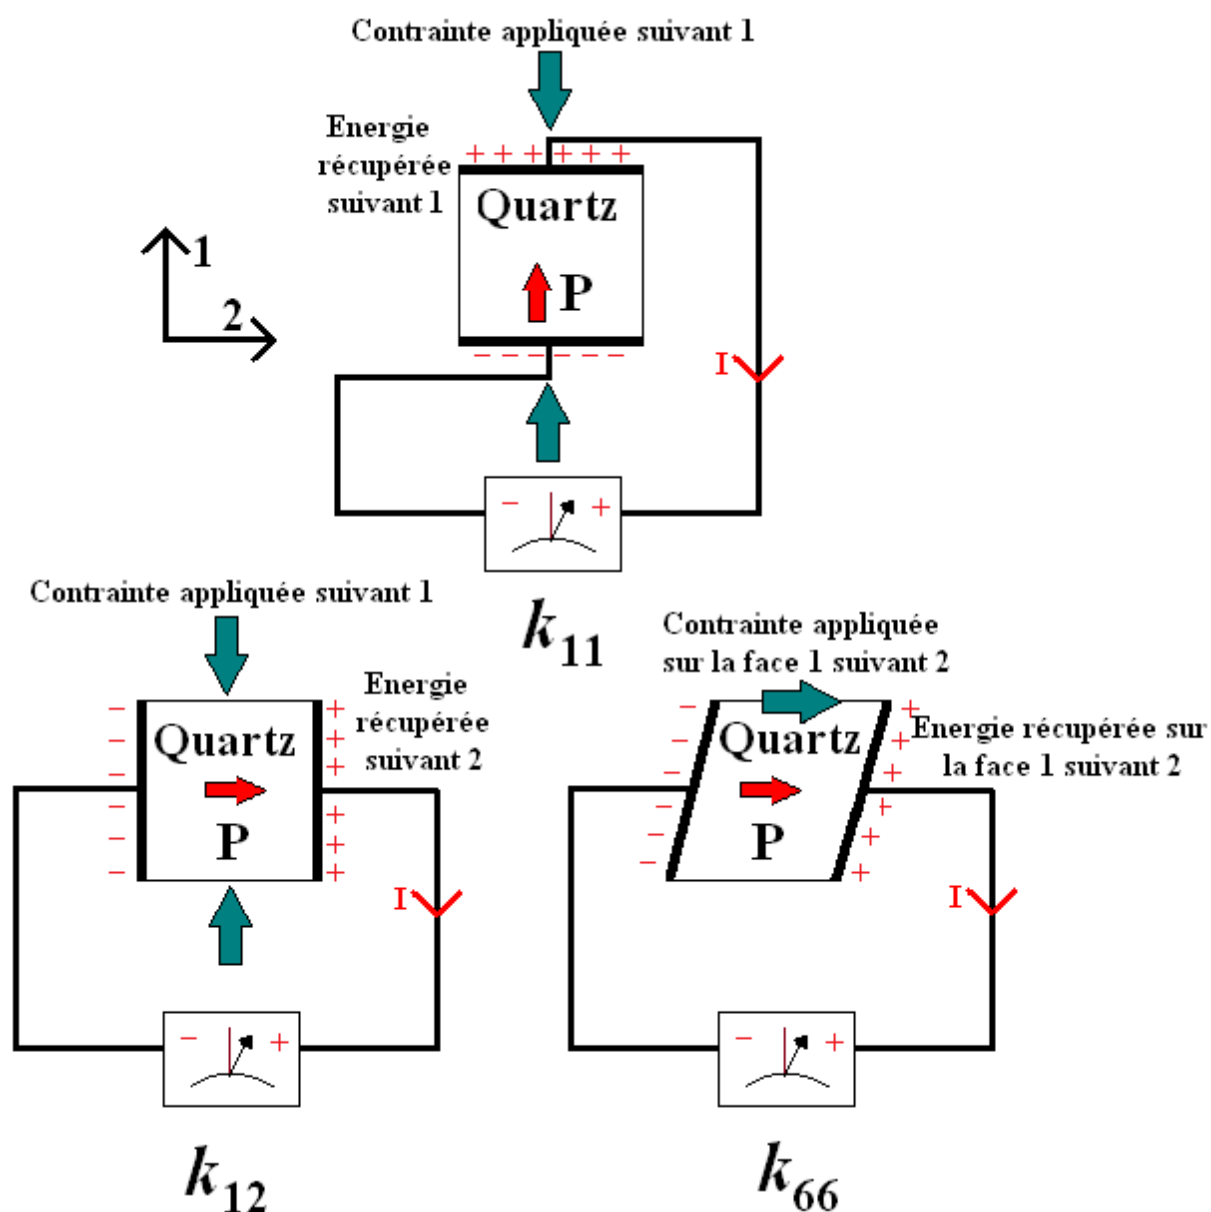 Contrainte appliquée suivant 1
Energie
récupérée
suivant 1
+ + + + + +
Quartz
P
1
2
− − − − − −
I
− +
k11
Contrainte appliquée suivant 1
Energie
récupérée
suivant 2
− − − − − −
+ + + + + +
Quartz
P
I
− +
k12
Contrainte appliquée
sur la face 1 suivant 2
Energie récupérée sur
la face 1 suivant 2
− − − − − −
+ + + + + +
Quartz
P
I
− +
k66